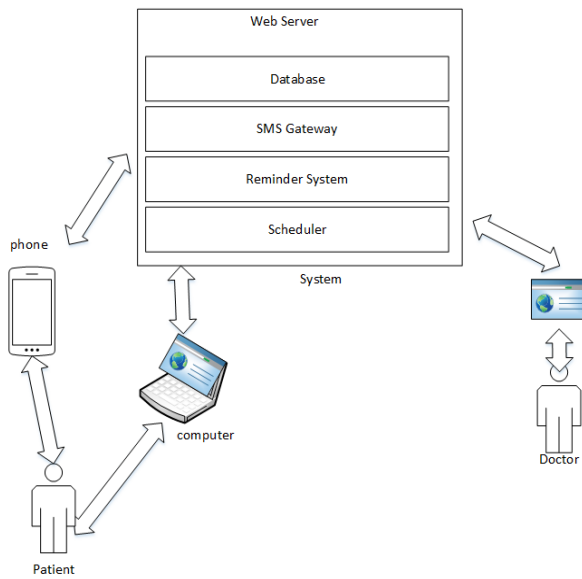 Web Server
Database
SMS Gateway
Reminder System
Scheduler
System
phone
computer
Doctor
Patient